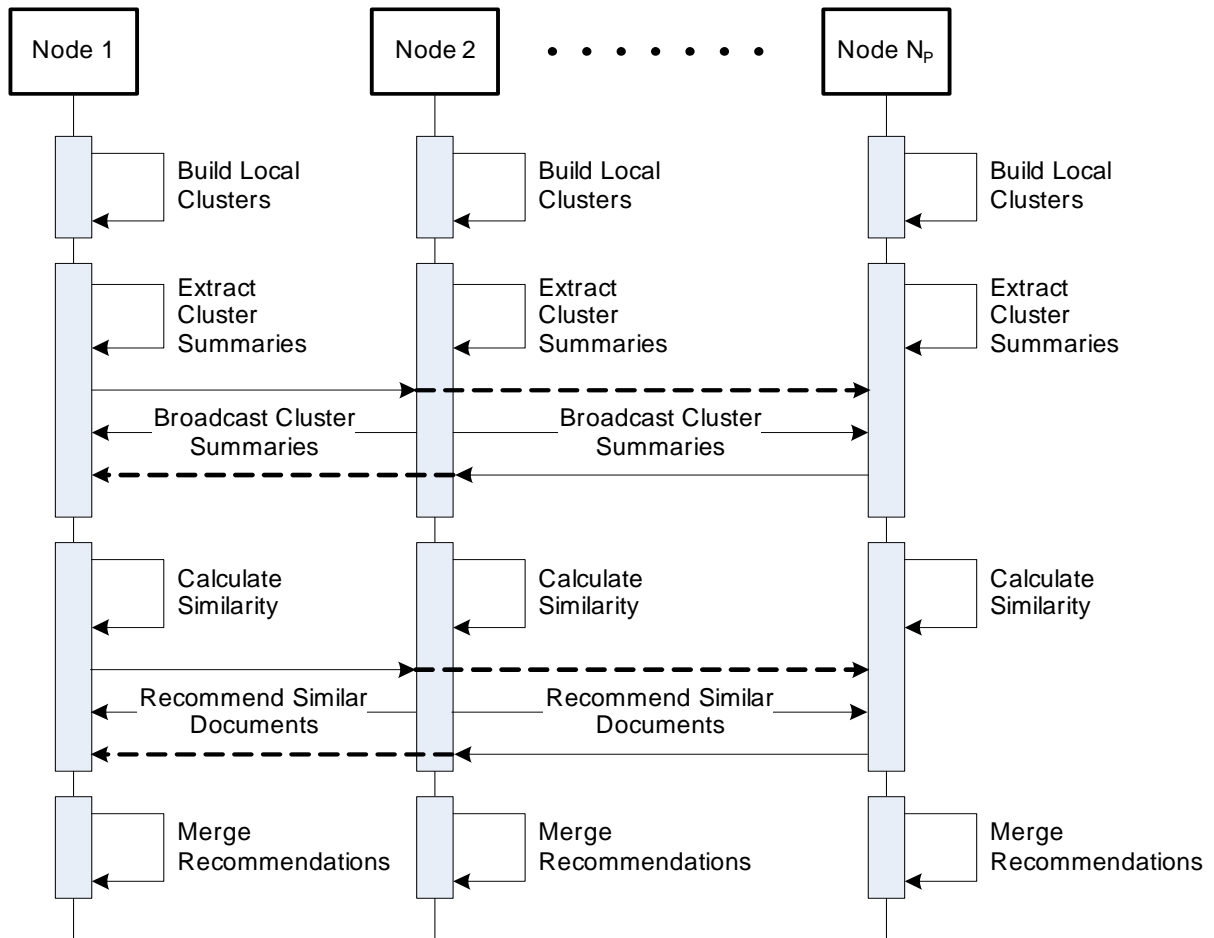 Node 1
Node 2
Node N_P
Build Local
Clusters
Build Local
Clusters
Build Local
Clusters
Extract
Cluster
Summaries
Extract
Cluster
Summaries
Extract
Cluster
Summaries
Broadcast Cluster
Summaries
Broadcast Cluster
Summaries
Calculate
Similarity
Calculate
Similarity
Calculate
Similarity
Recommend Similar
Documents
Recommend Similar
Documents
Merge
Recommendations
Merge
Recommendations
Merge
Recommendations